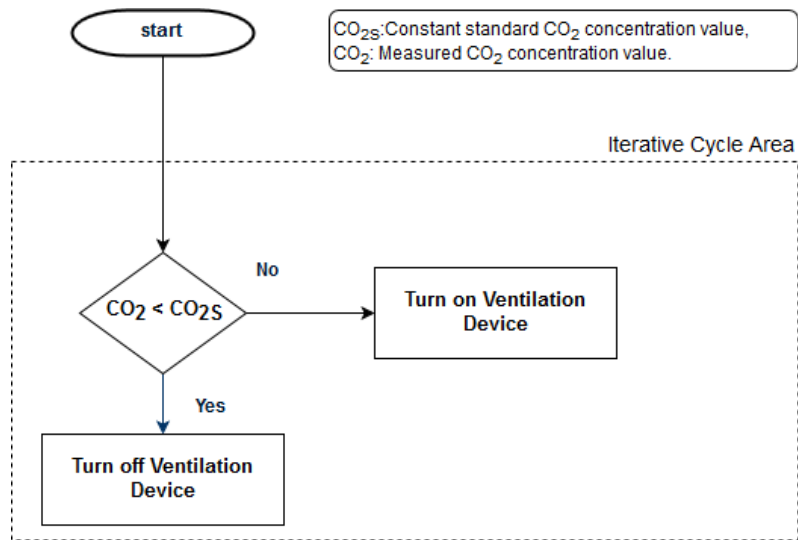 start
CO₂S:Constant standard CO₂ concentration value,
CO₂: Measured CO₂ concentration value.
Iterative Cycle Area
CO₂ < CO₂S
No
Turn on Ventilation
Device
Yes
Turn off Ventilation
Device